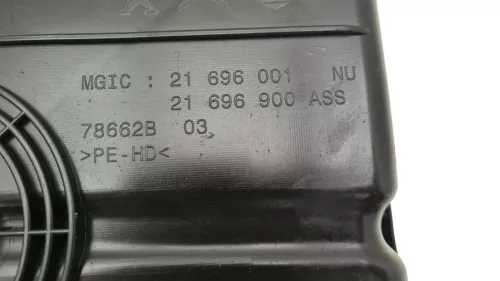 MGIC : 21 696 001 NU
21 696 900 ASS
78662B 03
>PE-HD<